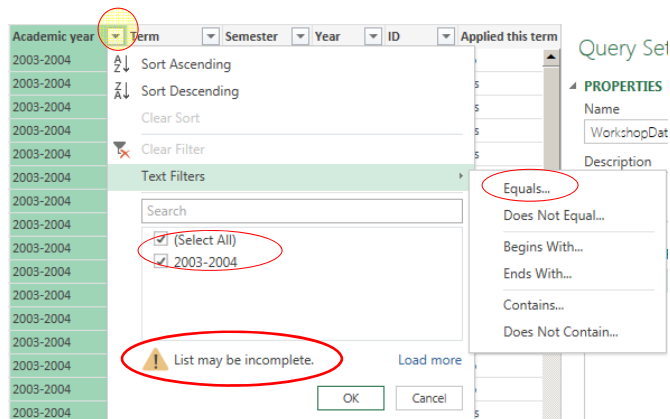 Academic year Term Semester Year ID Applied this term
Query Set
2003-2004
Sort Ascending
2003-2004
Sort Descending
PROPERTIES
2003-2004
Clear Sort
Name
2003-2004
Clear Filter
WorkshopDat
2003-2004
Text Filters
Description
2003-2004
Equals...
2003-2004
Search
Does Not Equal...
2003-2004
(Select All)
Begins With...
2003-2004
2003-2004
Ends With...
2003-2004
2003-2004
Contains...
2003-2004
Does Not Contain...
2003-2004
2003-2004
List may be incomplete. Load more
2003-2004
OK Cancel
2003-2004